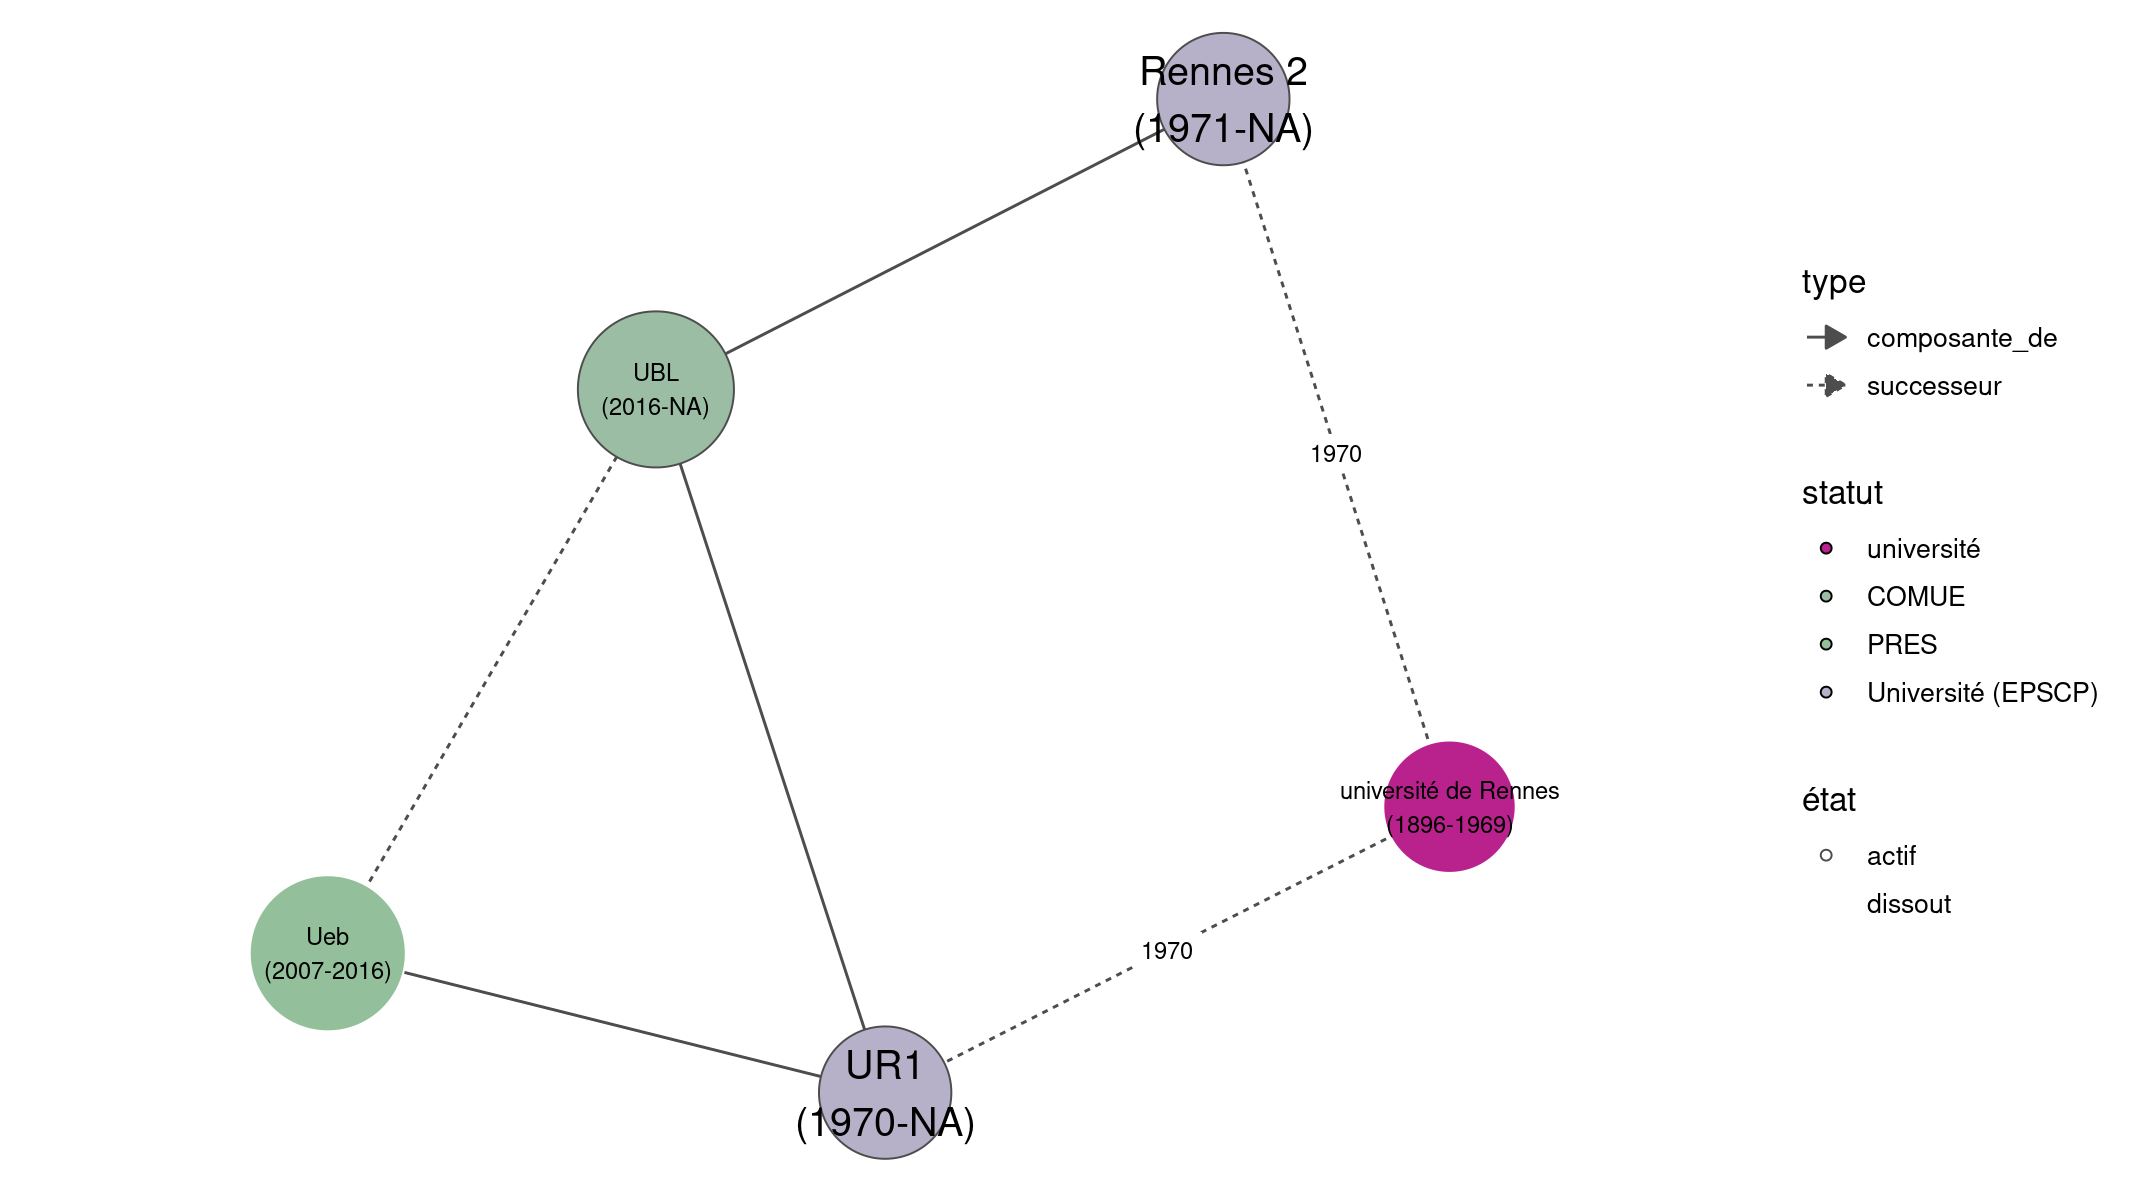 Rennes 2
(1971-NA)
UBL
(2016-NA)
1970
université de Rennes
(1896-1969)
Ueb
(2007-2016)
1970
UR1
(1970-NA)
type
composante_de
successeur
statut
université
COMUE
PRES
Université (EPSCP)
état
actif
dissout